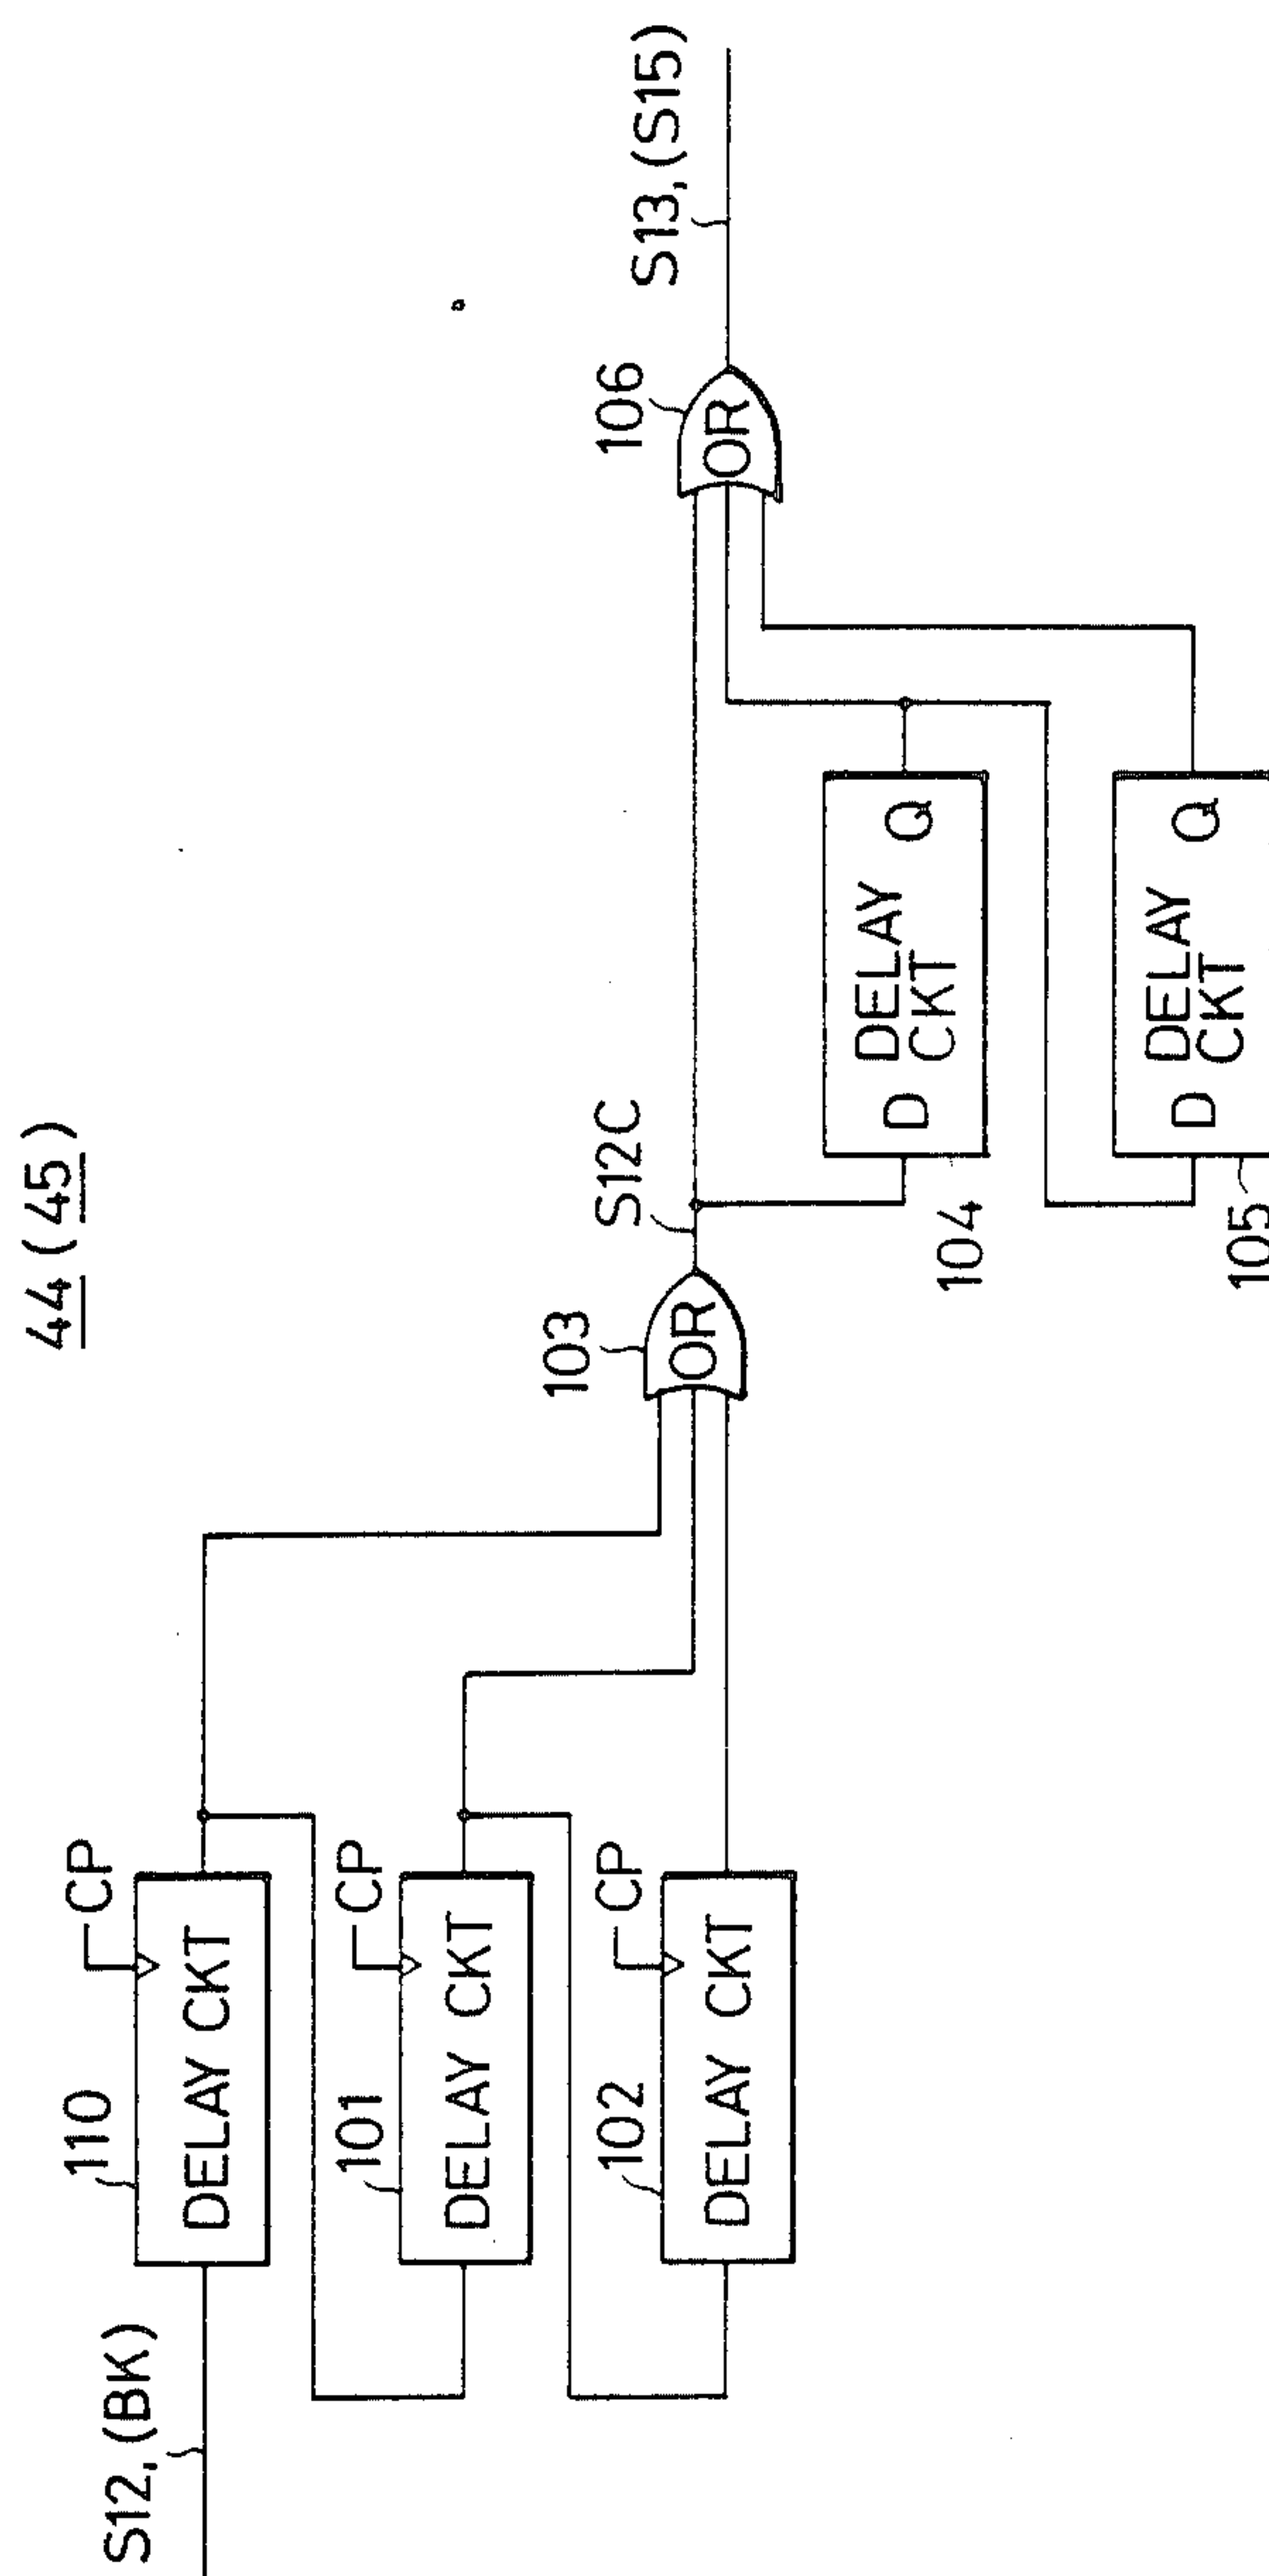 44 (45)
S12, (BK)
110
CP
DELAY CKT
101
CP
DELAY CKT
102
CP
DELAY CKT
103
OR
S12C
104
D DELAY Q
CKT
105
D DELAY Q
CKT
106
OR
S13, (S15)